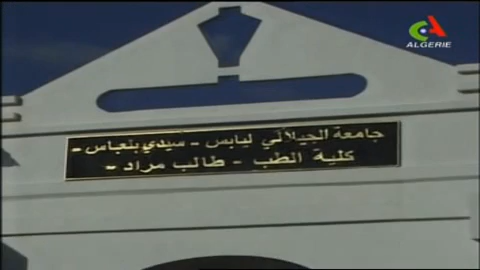 ALGERIE
جامعة الجيلالي ليابس - سيدي بلعباس -
كلية الطب - طالب مراد -